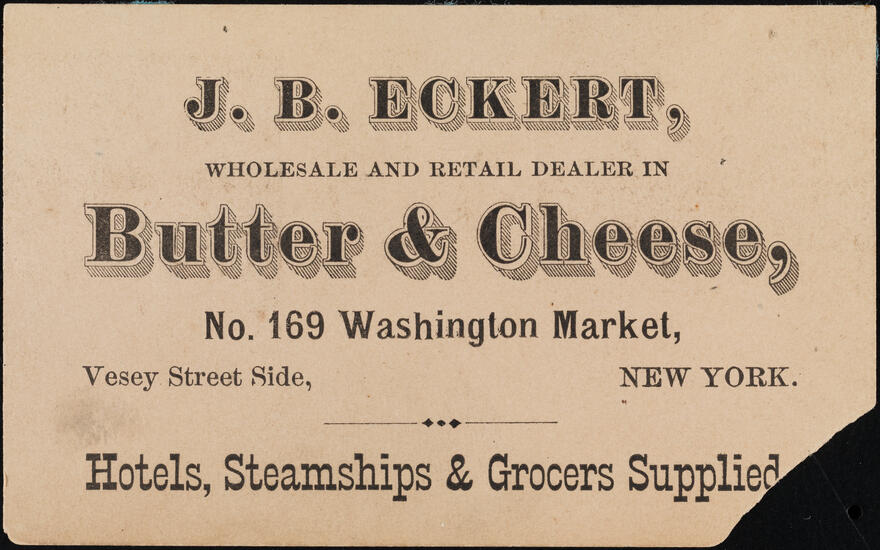 J. B. ECKERT,
WHOLESALE AND RETAIL DEALER IN
Butter & Cheese,
No. 169 Washington Market,
Vesey Street Side, NEW YORK.
Hotels, Steamships & Grocers Supplied